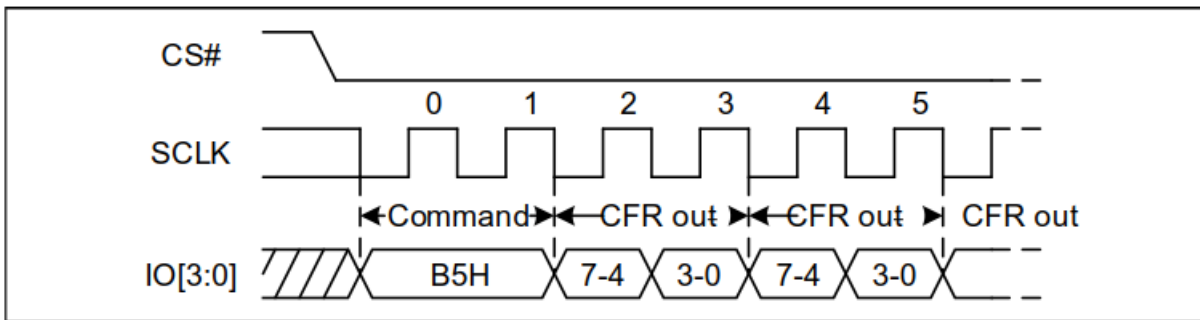 CS#
0 1 2 3 4 5
SCLK
Command CFR out CFR out CFR out
IO[3:0] B5H 7-4 3-0 7-4 3-0